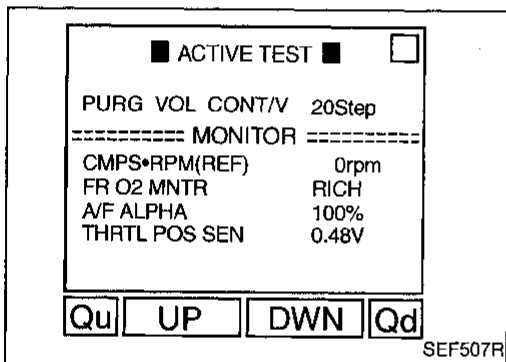 ■ ACTIVE TEST ■
PURG VOL CONT/V 20Step
========== MONITOR ==========
CMPS•RPM(REF) 0rpm
FR O2 MNTR RICH
A/F ALPHA 100%
THRTL POS SEN 0.48V
Qu UP DWN Qd
SEF507R